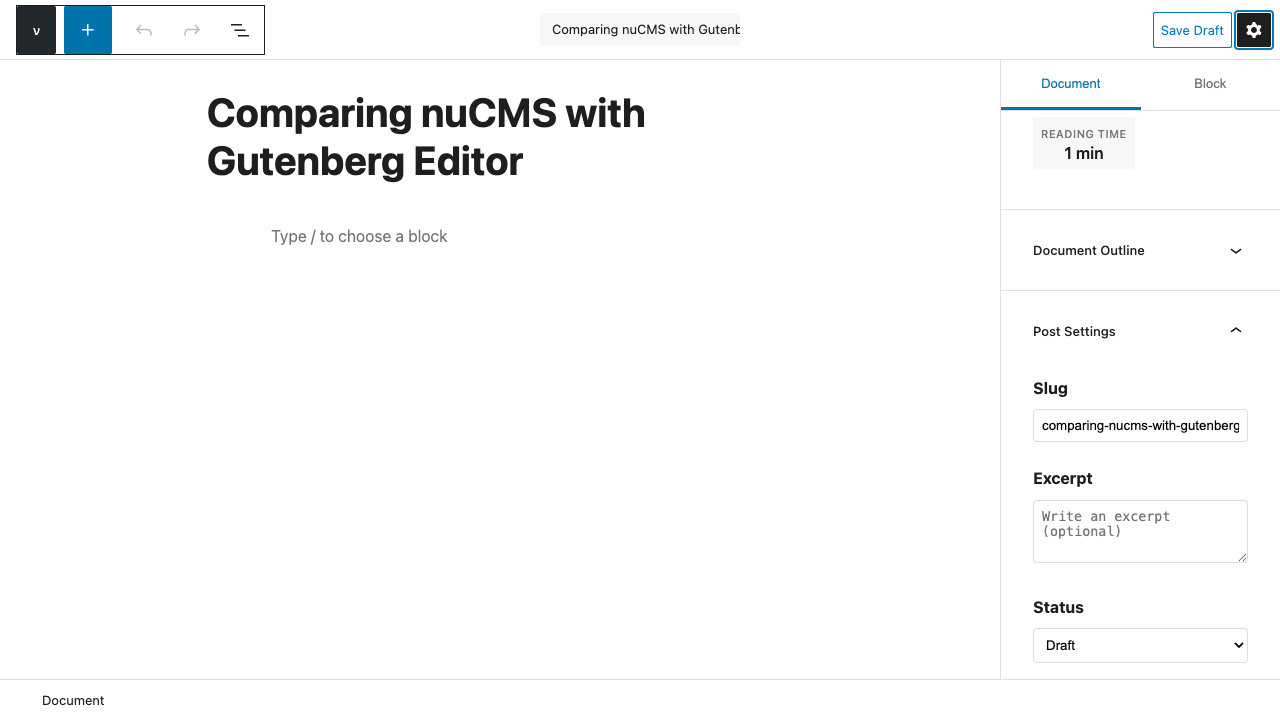 ν
Comparing nuCMS with Gutenb
Save Draft
Document
Block
Comparing nuCMS with
Gutenberg Editor
Type / to choose a block
READING TIME
1 min
Document Outline
Post Settings
Slug
comparing-nucms-with-gutenberg
Excerpt
Write an excerpt
(optional)
Status
Draft
Document